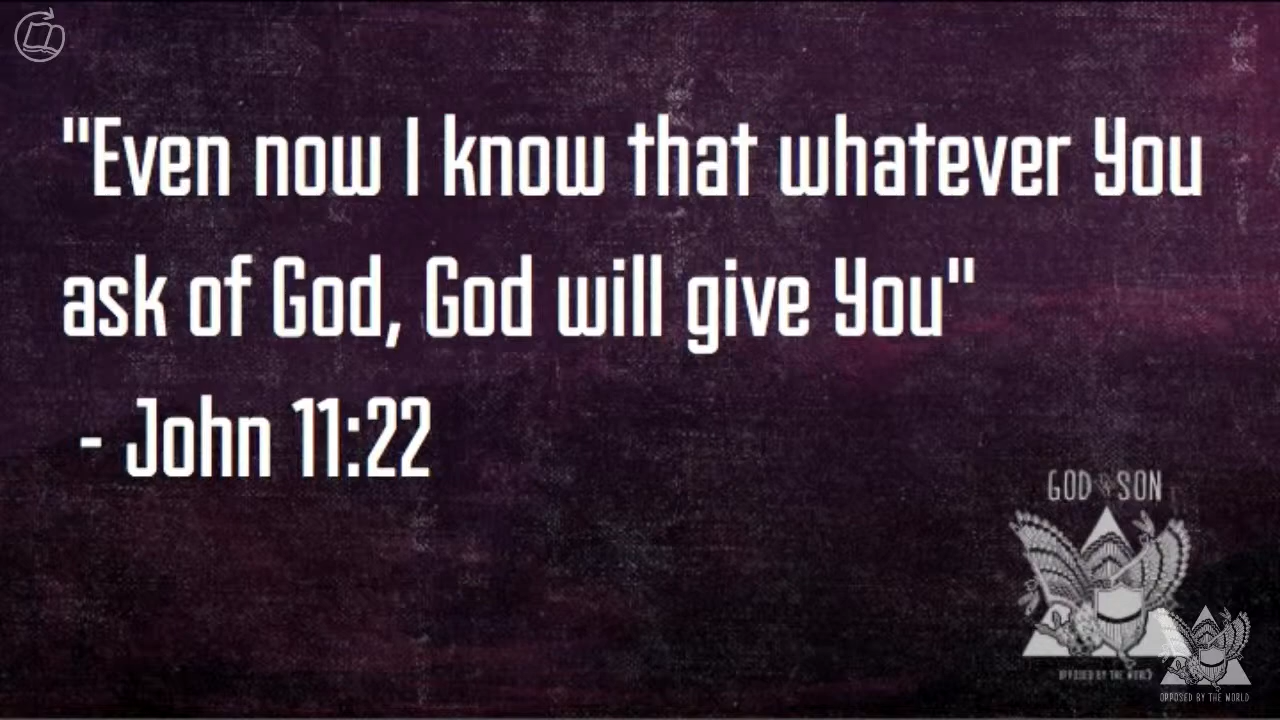 "Even now I know that whatever You
ask of God, God will give You"
- John 11:22
GOD & SON
OPPOSED BY THE WORLD
OPPOSED BY THE WORLD